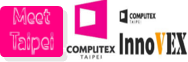 Meet
Taipei
COMPUTEX
TAIPEI
COMPUTEX
TAIPEI
InnoVEX